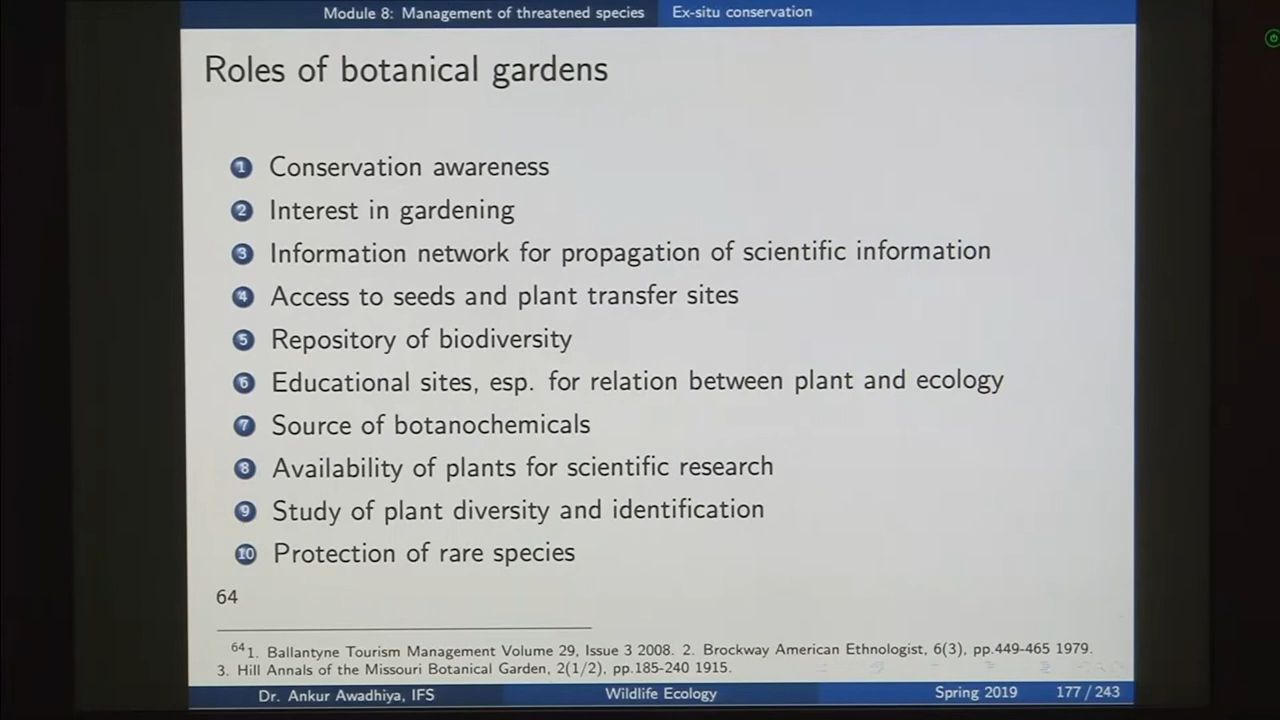 Module 8: Management of threatened species Ex-situ conservation
Roles of botanical gardens
1 Conservation awareness
2 Interest in gardening
3 Information network for propagation of scientific information
4 Access to seeds and plant transfer sites
5 Repository of biodiversity
6 Educational sites, esp. for relation between plant and ecology
7 Source of botanochemicals
8 Availability of plants for scientific research
9 Study of plant diversity and identification
10 Protection of rare species
64
64 1. Ballantyne Tourism Management Volume 29, Issue 3 2008. 2. Brockway American Ethnologist, 6(3), pp.449-465 1979.
3. Hill Annals of the Missouri Botanical Garden, 2(1/2), pp.185-240 1915.
Dr. Ankur Awadhiya, IFS Wildlife Ecology Spring 2019 177 / 243